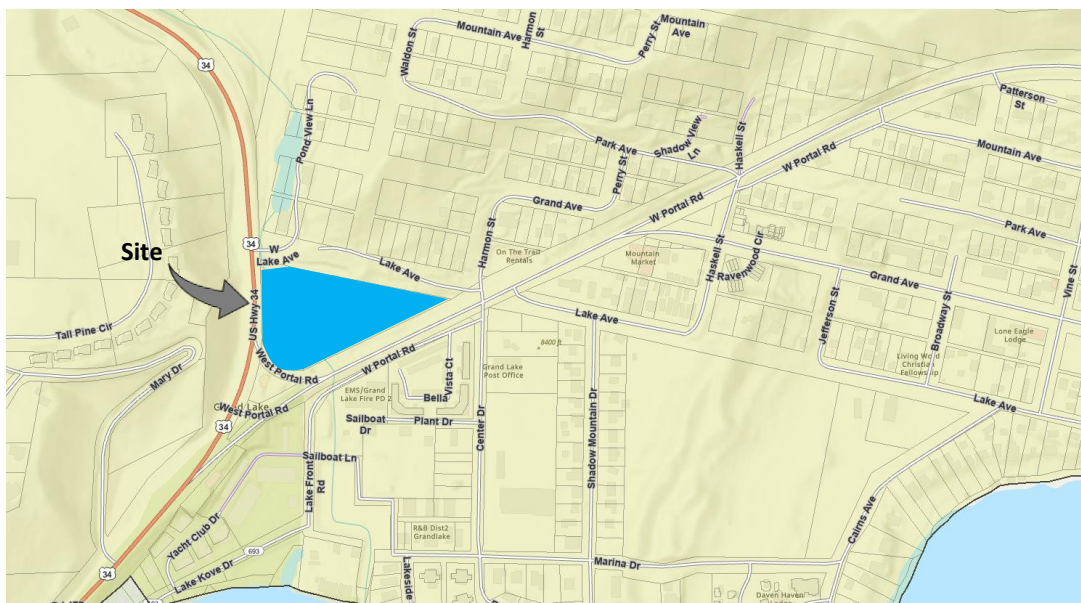 Mountain Ave
Harmon
St
Perry St
Mountain
Ave
Waldon St
34
Patterson
St
Pond View Ln
Park Ave
Shadow View
Ln
Haskell St
W Portal Rd
Mountain Ave
Perry St
Grand Ave
W Portal Rd
Park Ave
Site
34
W
Lake Ave
Lake Ave
Harmon St
On The Trail
Rentals
Mountain
Market
Haskell St
Ravenwood Cir
Grand Ave
Vine St
US Hwy 34
Tall Pine Cir
Lake Ave
Jefferson St
Broadway St
Lone Eagle
Lodge
Mary Dr
West Portal Rd
W Portal Rd
8400 ft
Grand Lake
Post Office
Living Word
Christian
Fellowship
EMS/Grand
Lake Fire PD 2
Vista Ct
Bella
Lake Ave
West Portal Rd
34
Sailboat
Dr
Plant Dr
Center Dr
Shadow Mountain Dr
Sailboat Ln
Lake Front
Rd
Yacht Club Dr
R&B Dist2
Grandlake
Cairns Ave
693
Marina Dr
34
Lake Kove Dr
Lakeside
Daven Haven